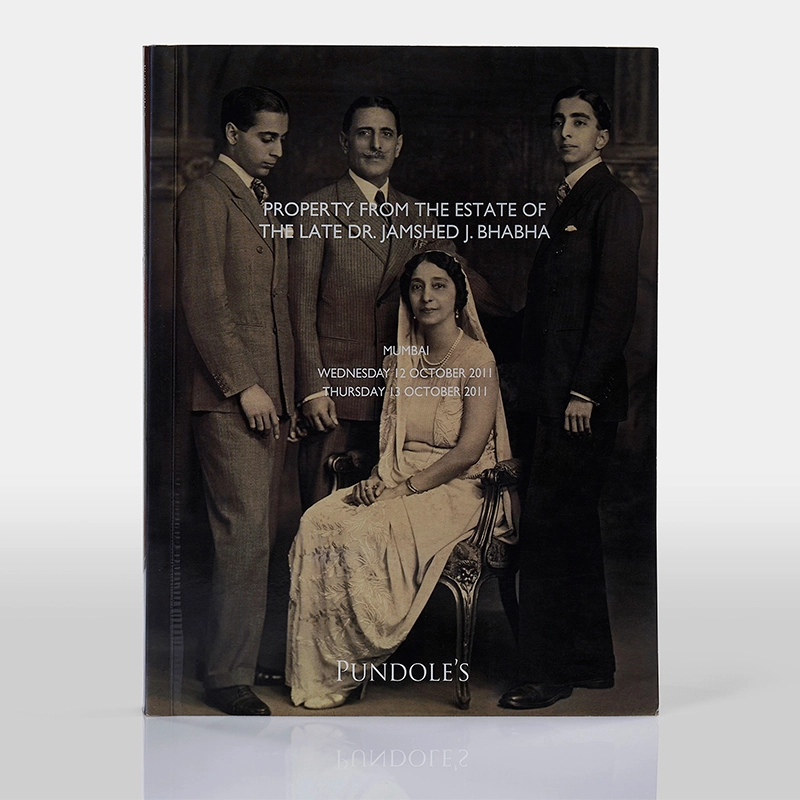 PROPERTY FROM THE ESTATE OF
THE LATE DR. JAMSHED J. BHABHA
MUMBAI
WEDNESDAY 12 OCTOBER 2011
THURSDAY 13 OCTOBER 2011
PUNDOLE'S